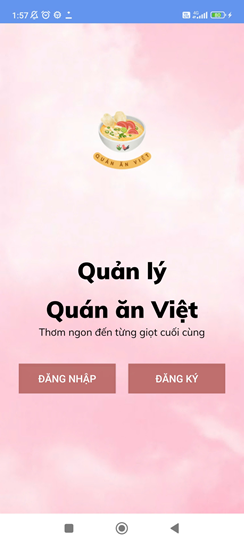 1:57
QUÁN ĂN VIỆT
Quản lý
Quán ăn Việt
Thơm ngon đến từng giọt cuối cùng
ĐĂNG NHẬP
ĐĂNG KÝ